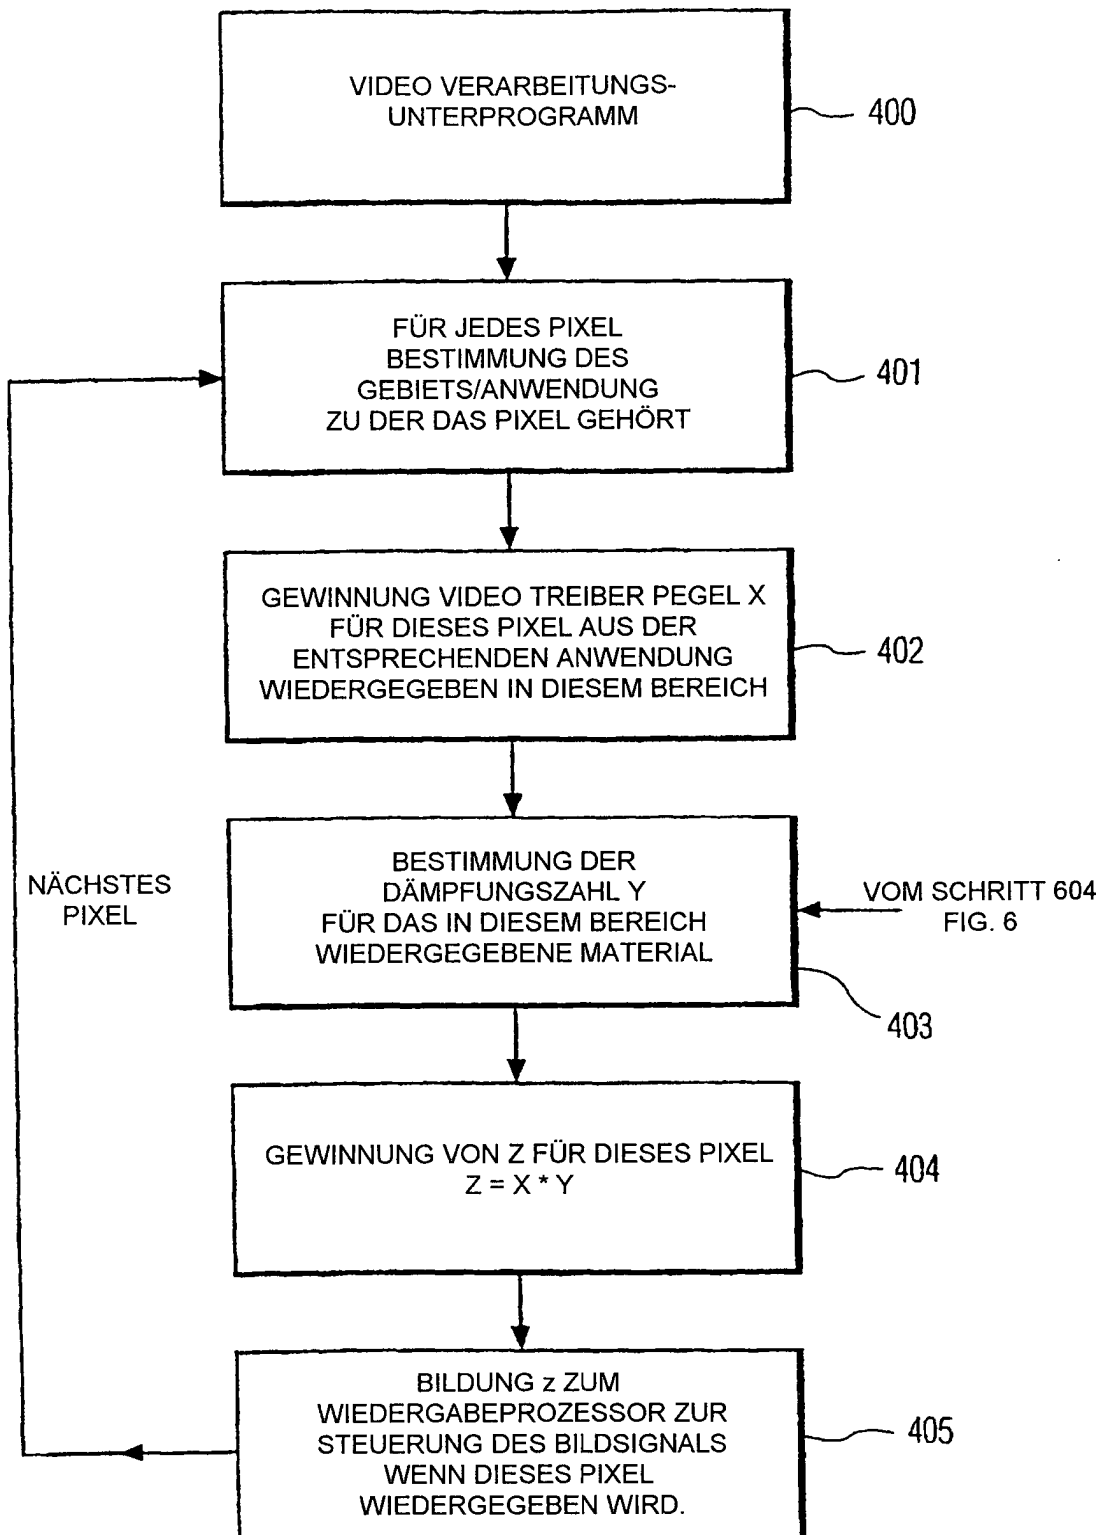 VIDEO VERARBEITUNGS-
UNTERPROGRAMM
400
FÜR JEDES PIXEL
BESTIMMUNG DES
GEBIETS/ANWENDUNG
ZU DER DAS PIXEL GEHÖRT
401
GEWINNUNG VIDEO TREIBER PEGEL X
FÜR DIESES PIXEL AUS DER
ENTSPRECHENDEN ANWENDUNG
WIEDERGEGEBEN IN DIESEM BEREICH
402
BESTIMMUNG DER
DÄMPFUNGSZAHL Y
FÜR DAS IN DIESEM BEREICH
WIEDERGEGEBENE MATERIAL
403
VOM SCHRITT 604
FIG. 6
NÄCHSTES
PIXEL
GEWINNUNG VON Z FÜR DIESES PIXEL
Z = X * Y
404
BILDUNG z ZUM
WIEDERGABEPROZESSOR ZUR
STEUERUNG DES BILDSIGNALS
WENN DIESES PIXEL
WIEDERGEGEBEN WIRD.
405